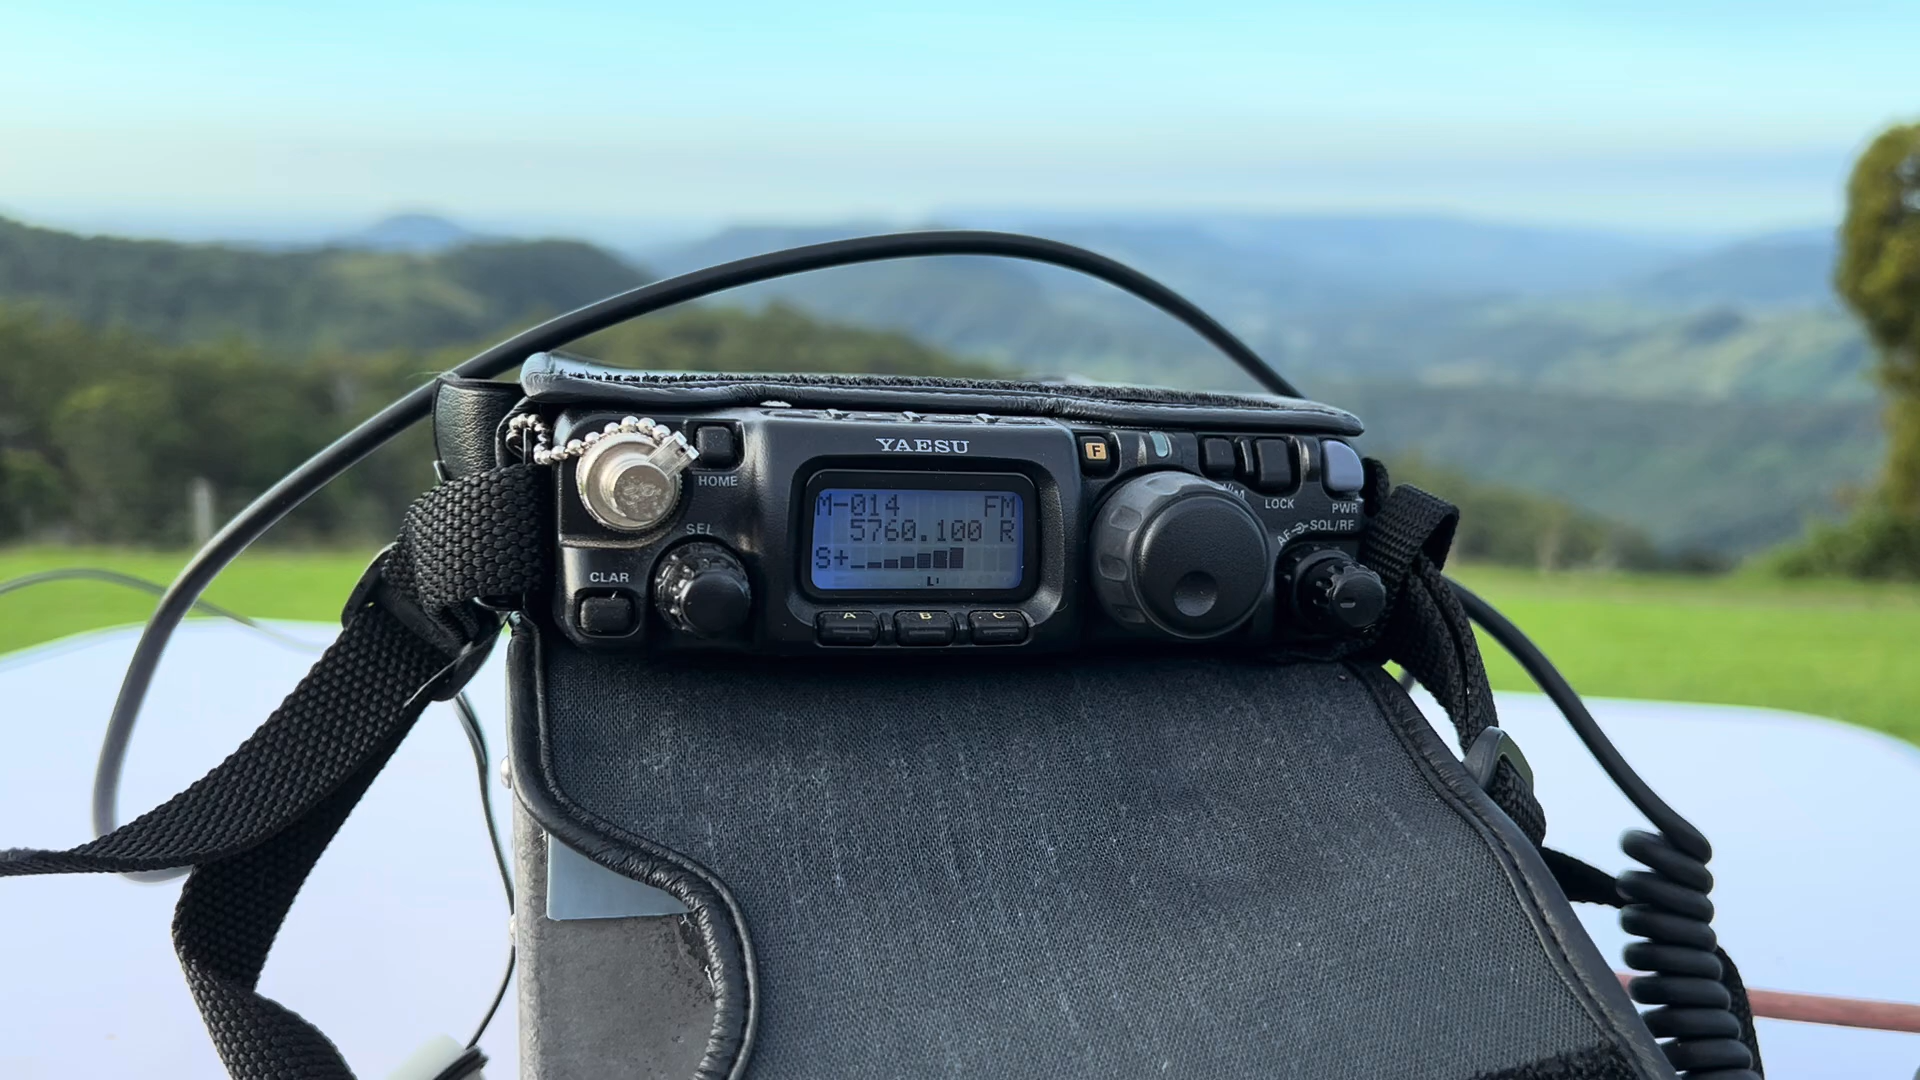 YAESU
F
HOME
M-014 FM
5760.100 R
S+
L
SEL
CLAR
LOCK
PWR
AF SQL/RF
A B C